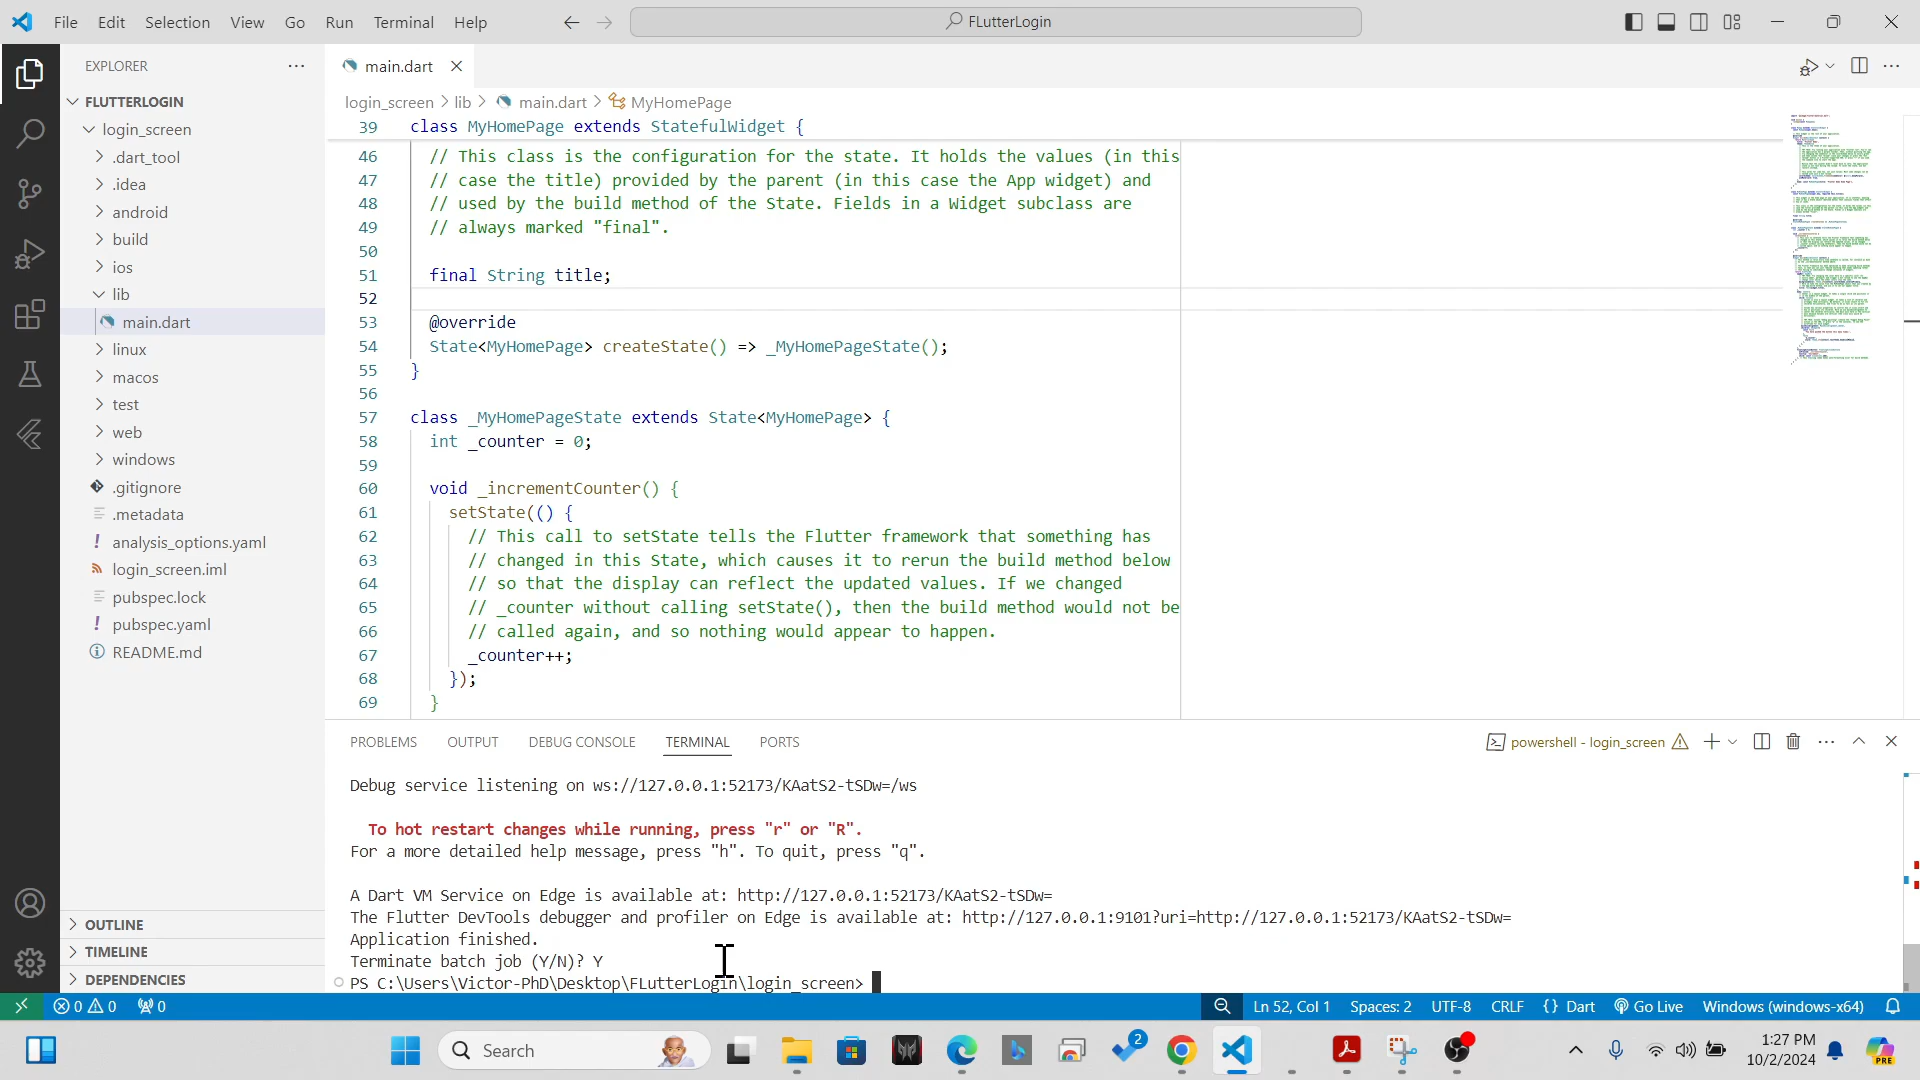 File Edit Selection View Go Run Terminal Help
FLutterLogin
EXPLORER
FLUTTERLOGIN
login_screen
.dart_tool
.idea
android
build
ios
lib
main.dart
linux
macos
test
web
windows
.gitignore
.metadata
analysis_options.yaml
login_screen.iml
pubspec.lock
pubspec.yaml
README.md
OUTLINE
TIMELINE
DEPENDENCIES
main.dart
login_screen > lib > main.dart > MyHomePage
39 class MyHomePage extends StatefulWidget {
46 // This class is the configuration for the state. It holds the values (in this
47 // case the title) provided by the parent (in this case the App widget) and
48 // used by the build method of the State. Fields in a Widget subclass are
49 // always marked "final".
50
51 final String title;
52
53 @override
54 State<MyHomePage> createState() => _MyHomePageState();
55 }
56
57 class _MyHomePageState extends State<MyHomePage> {
58 int _counter = 0;
59
60 void _incrementCounter() {
61 setState(() {
62 // This call to setState tells the Flutter framework that something has
63 // changed in this State, which causes it to rerun the build method below
64 // so that the display can reflect the updated values. If we changed
65 // _counter without calling setState(), then the build method would not be
66 // called again, and so nothing would appear to happen.
67 _counter++;
68 });
69 }
PROBLEMS OUTPUT DEBUG CONSOLE TERMINAL PORTS
powershell - login_screen
Debug service listening on ws://127.0.0.1:52173/KAatS2-tSDw=/ws
To hot restart changes while running, press "r" or "R".
For a more detailed help message, press "h". To quit, press "q".
A Dart VM Service on Edge is available at: http://127.0.0.1:52173/KAatS2-tSDw=
The Flutter DevTools debugger and profiler on Edge is available at: http://127.0.0.1:9101?uri=http://127.0.0.1:52173/KAatS2-tSDw=
Application finished.
Terminate batch job (Y/N)? Y
PS C:\Users\Victor-PhD\Desktop\FLutterLogin\login_screen>
0 0 0 Ln 52, Col 1 Spaces: 2 UTF-8 CRLF {} Dart Go Live Windows (windows-x64)
Search
2
1:27 PM
10/2/2024
PRE